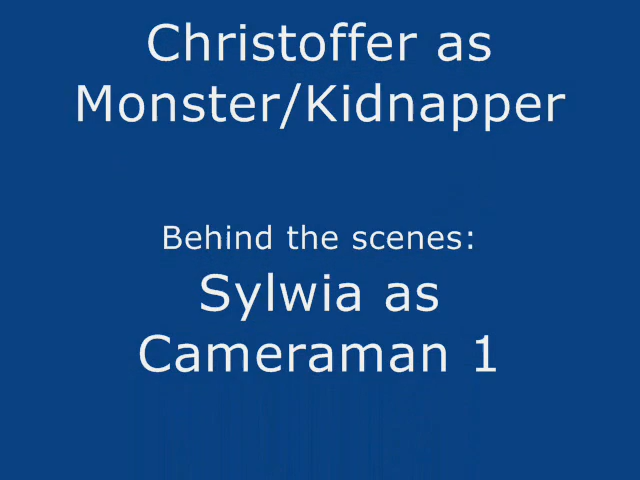 Christoffer as
Monster/Kidnapper
Behind the scenes:
Sylwia as
Cameraman 1